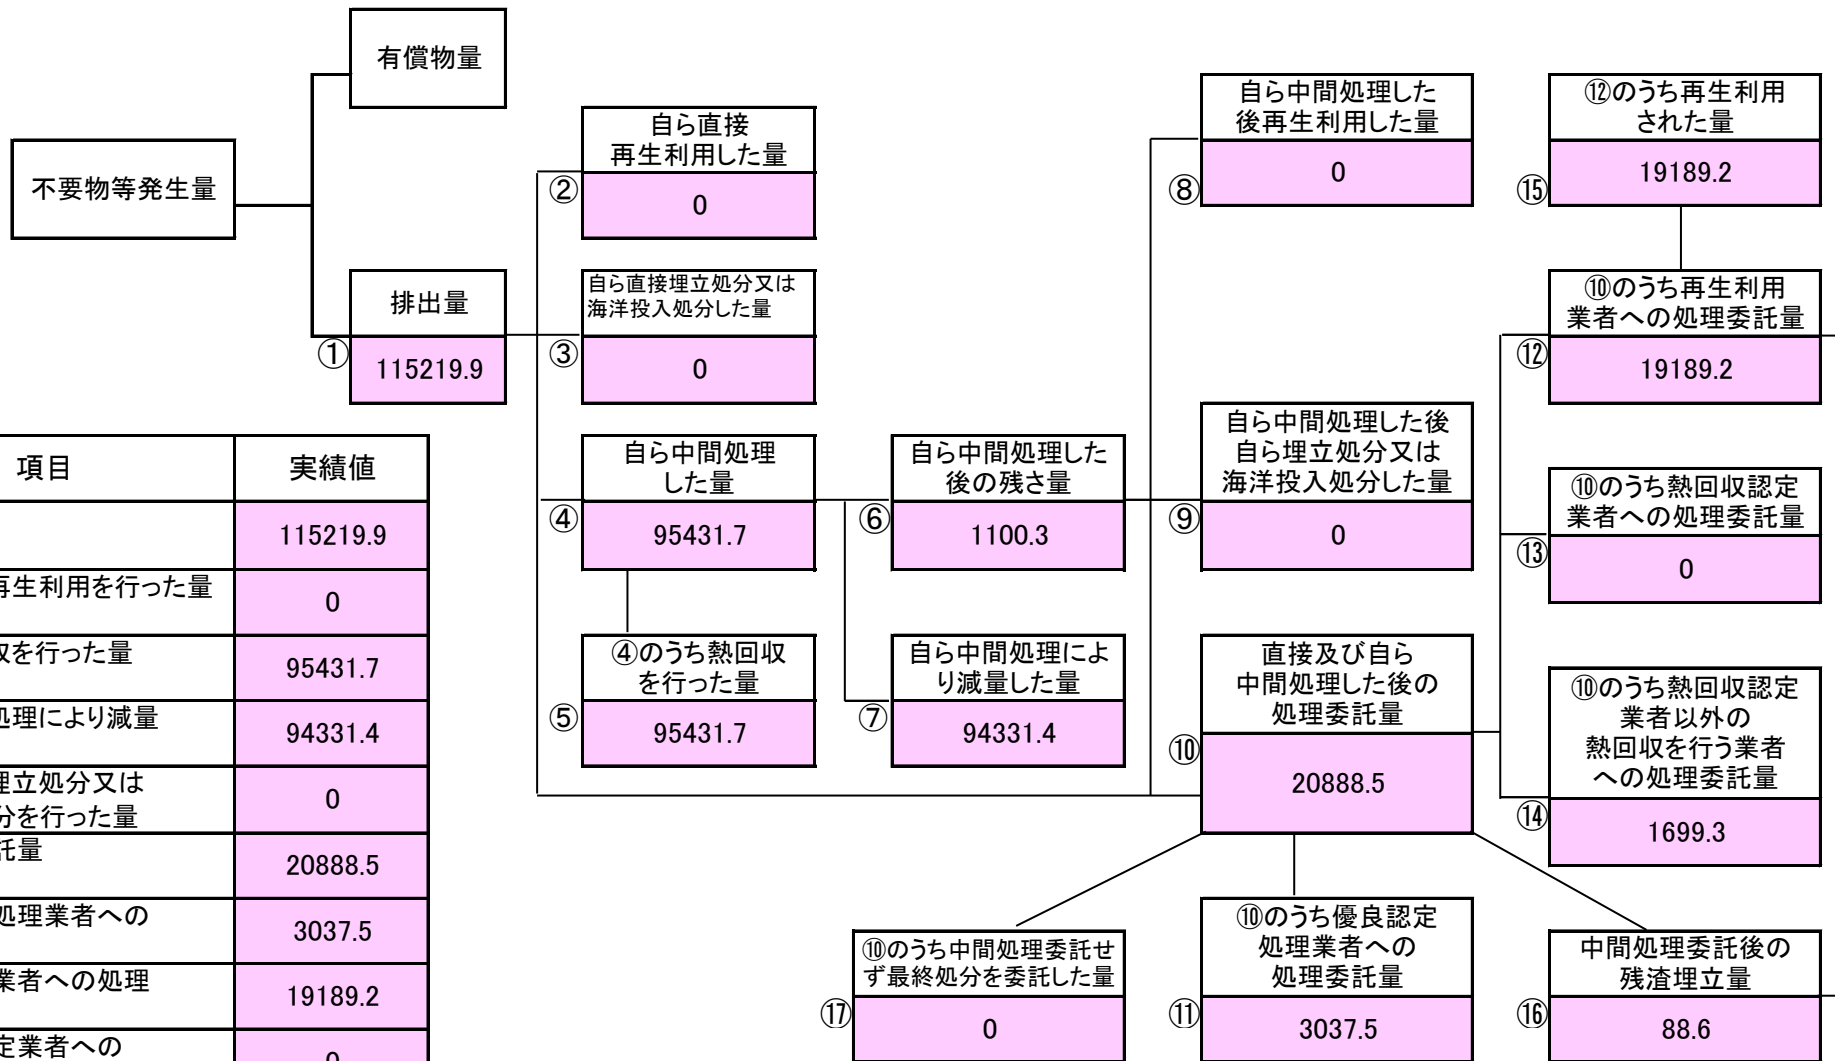 有償物量
不要物等発生量
排出量
①
115219.9
自ら直接
再生利用した量
②
0
自ら直接埋立処分又は
海洋投入処分した量
③
0
自ら中間処理
した量
④
95431.7
④のうち熱回収
を行った量
⑤
95431.7
自ら中間処理した
後の残さ量
⑥
1100.3
自ら中間処理によ
り減量した量
⑦
94331.4
自ら中間処理した
後再生利用した量
⑧
0
自ら中間処理した後
自ら埋立処分又は
海洋投入処分した量
⑨
0
直接及び自ら
中間処理した後の
処理委託量
⑩
20888.5
⑫のうち再生利用
された量
⑮
19189.2
⑩のうち再生利用
業者への処理委託量
⑫
19189.2
⑩のうち熱回収認定
業者への処理委託量
⑬
0
⑩のうち熱回収認定
業者以外の
熱回収を行う業者
への処理委託量
⑭
1699.3
⑩のうち中間処理委託せ
ず最終処分を委託した量
⑰
0
⑩のうち優良認定
処理業者への
処理委託量
⑪
3037.5
中間処理委託後の
残渣埋立量
⑯
88.6
項目 実績値
115219.9
再生利用を行った量 0
収を行った量 95431.7
処理により減量 94331.4
埋立処分又は
分を行った量 0
託量 20888.5
処理業者への 3037.5
業者への処理 19189.2
定業者への 0